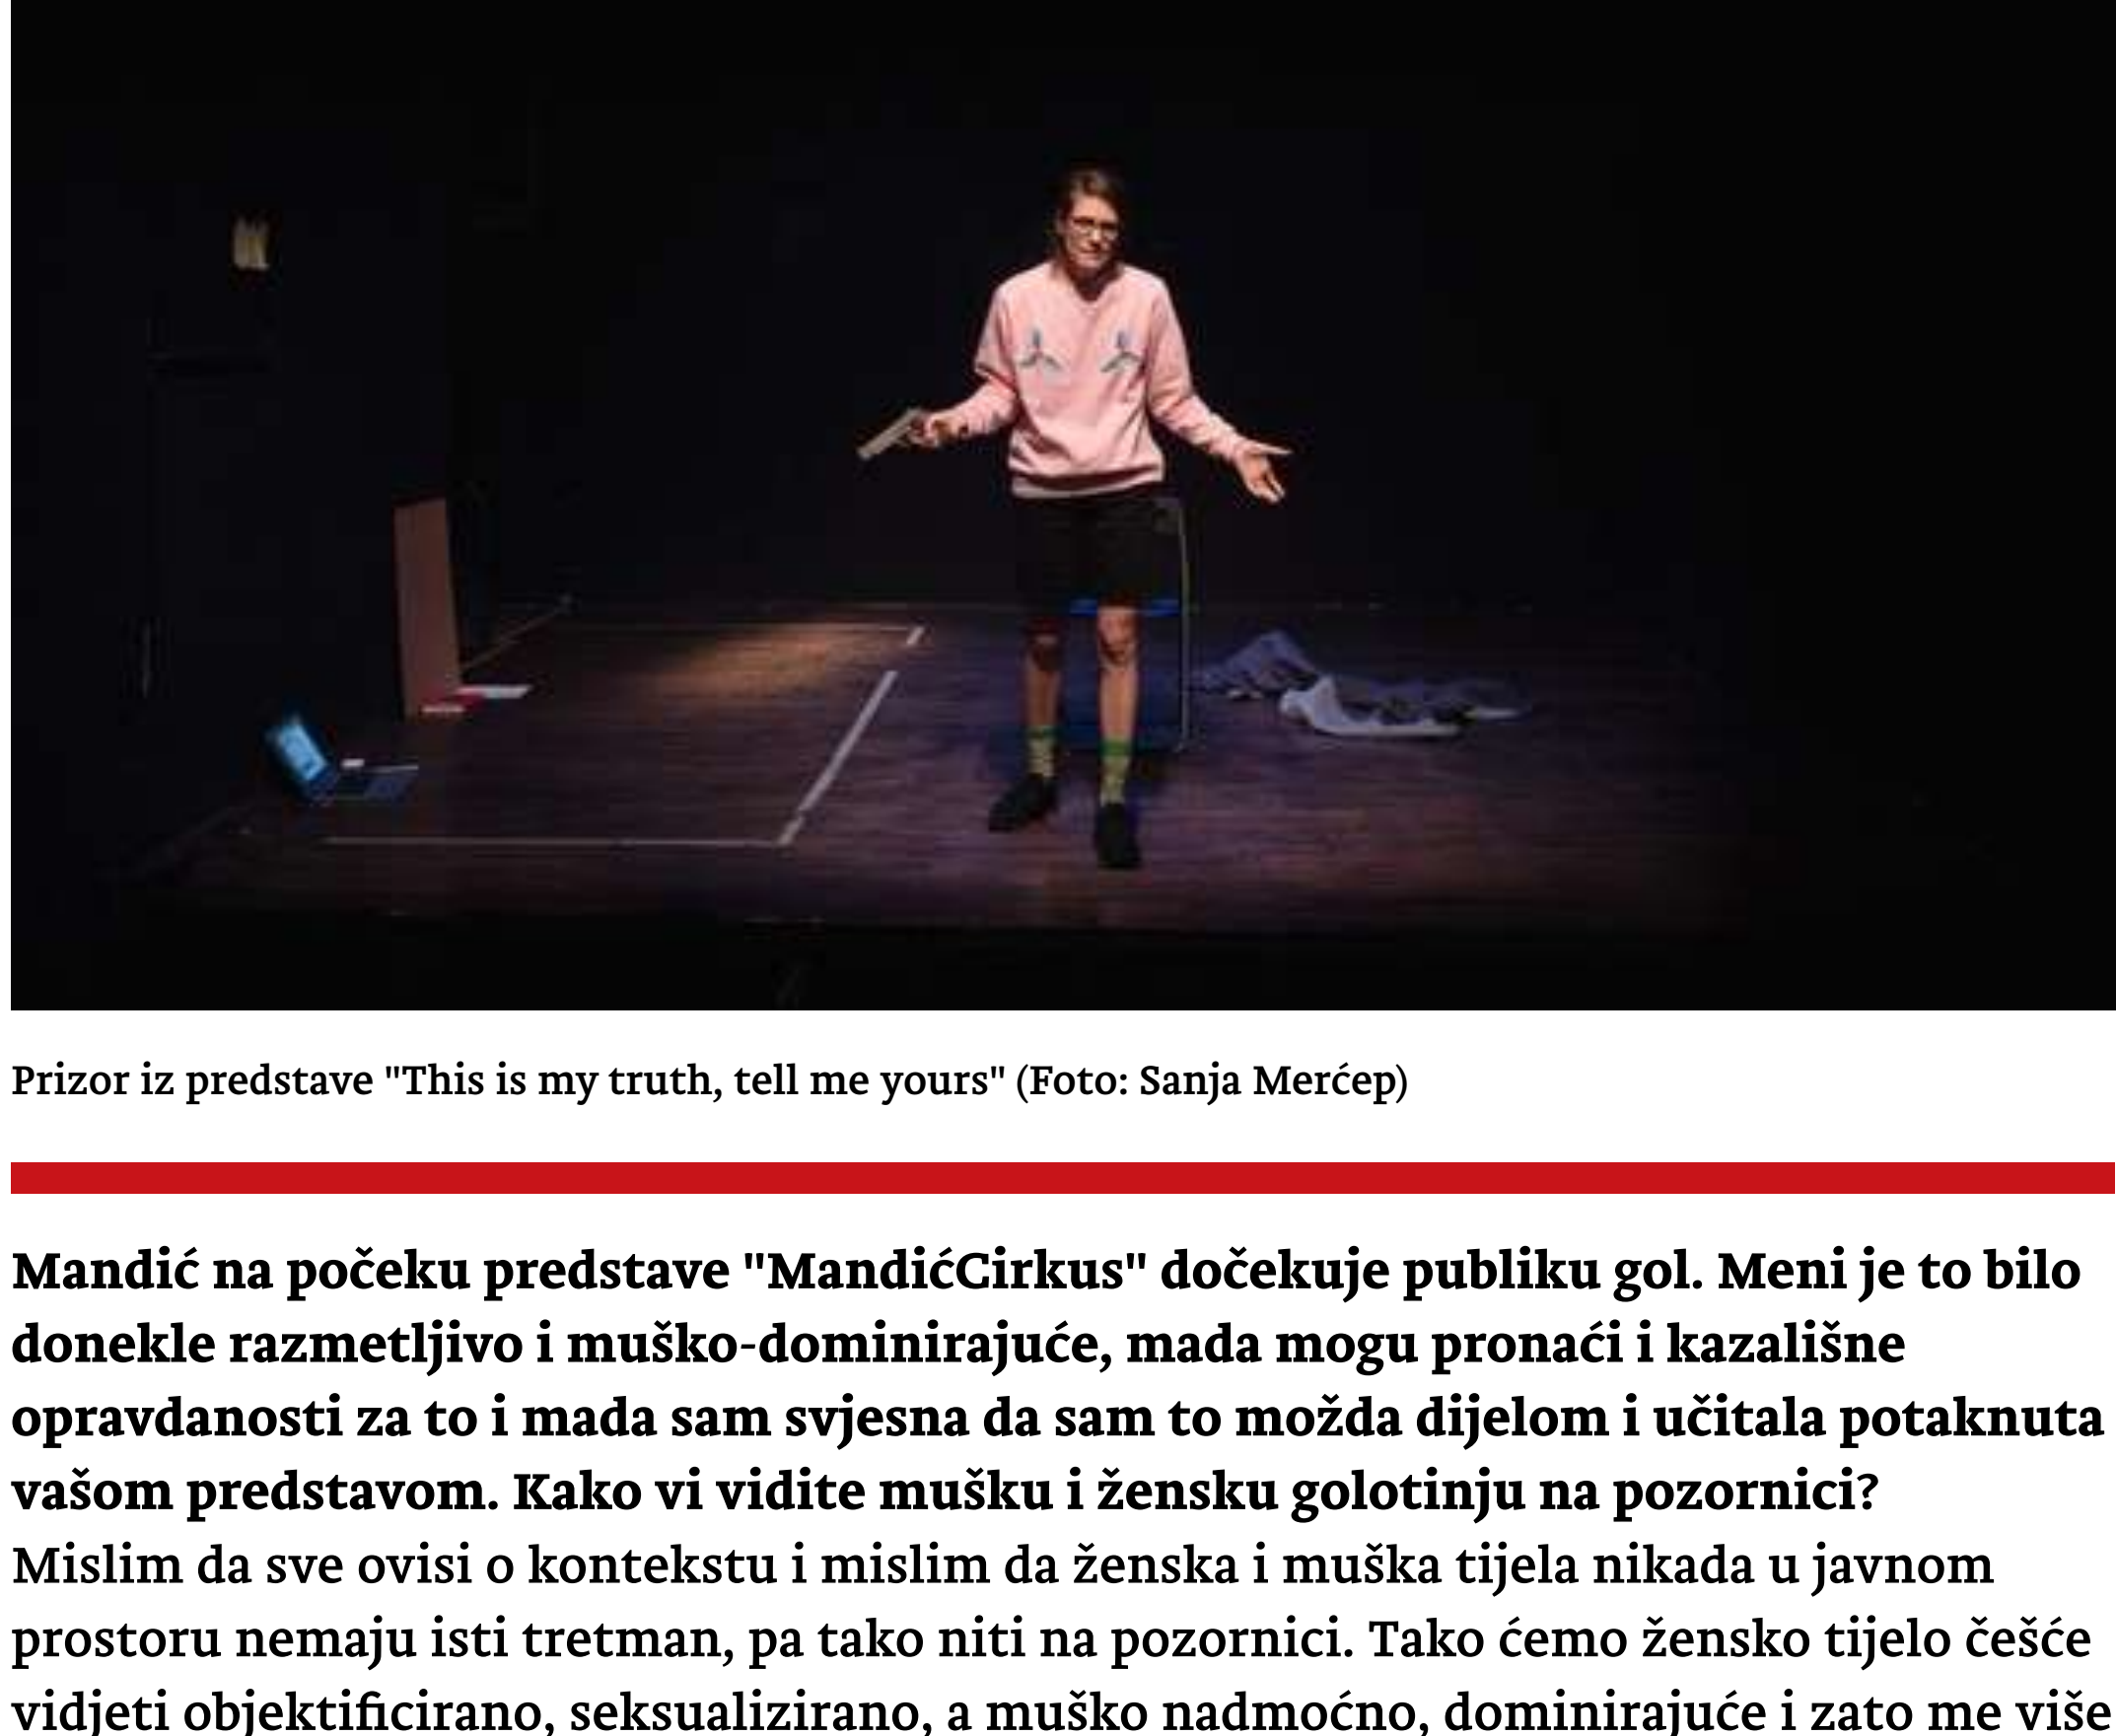 Prizor iz predstave "This is my truth, tell me yours" (Foto: Sanja Merćep)
Mandić na počeku predstave "MandićCirkus" dočekuje publiku gol. Meni je to bilo
donekle razmetljivo i muško-dominirajuće, mada mogu pronaći i kazališne
opravdanosti za to i mada sam svjesna da sam to možda dijelom i učitala potaknuta
vašom predstavom. Kako vi vidite mušku i žensku golotinju na pozornici?
Mislim da sve ovisi o kontekstu i mislim da ženska i muška tijela nikada u javnom
prostoru nemaju isti tretman, pa tako niti na pozornici. Tako ćemo žensko tijelo češće
vidjeti objektificirano, seksualizirano, a muško nadmoćno, dominirajuće i zato me više